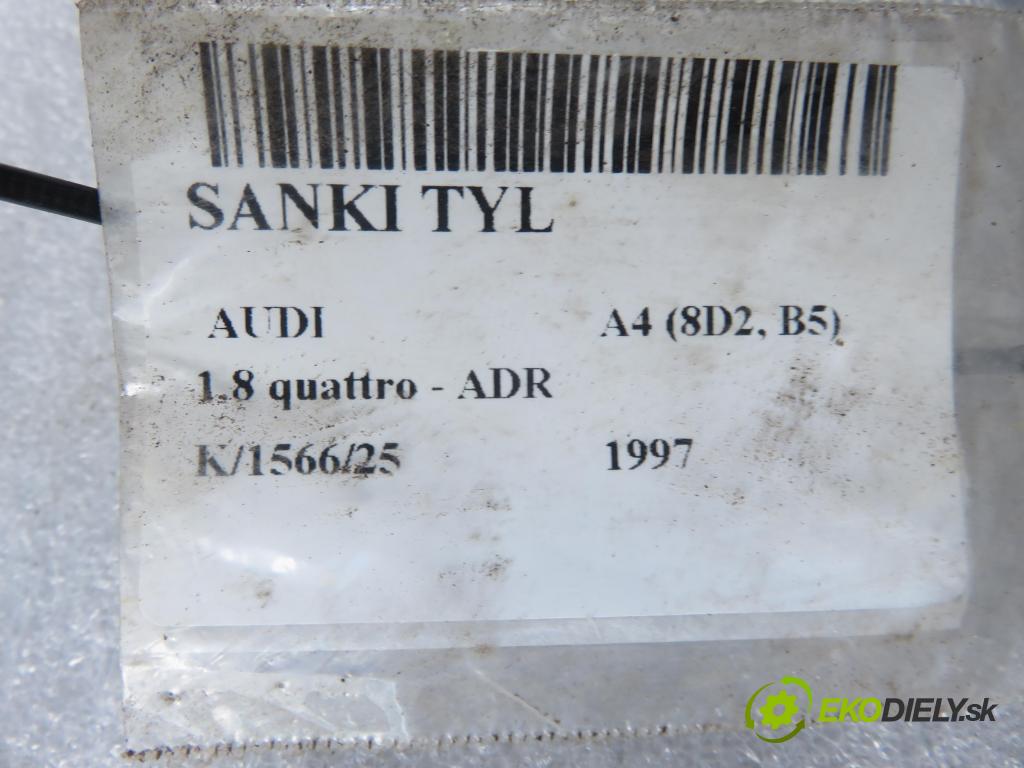 SANKI TYL
AUDI A4 (8D2, B5)
1.8 quattro - ADR
K/1566/25 1997
EKODIELY.sk